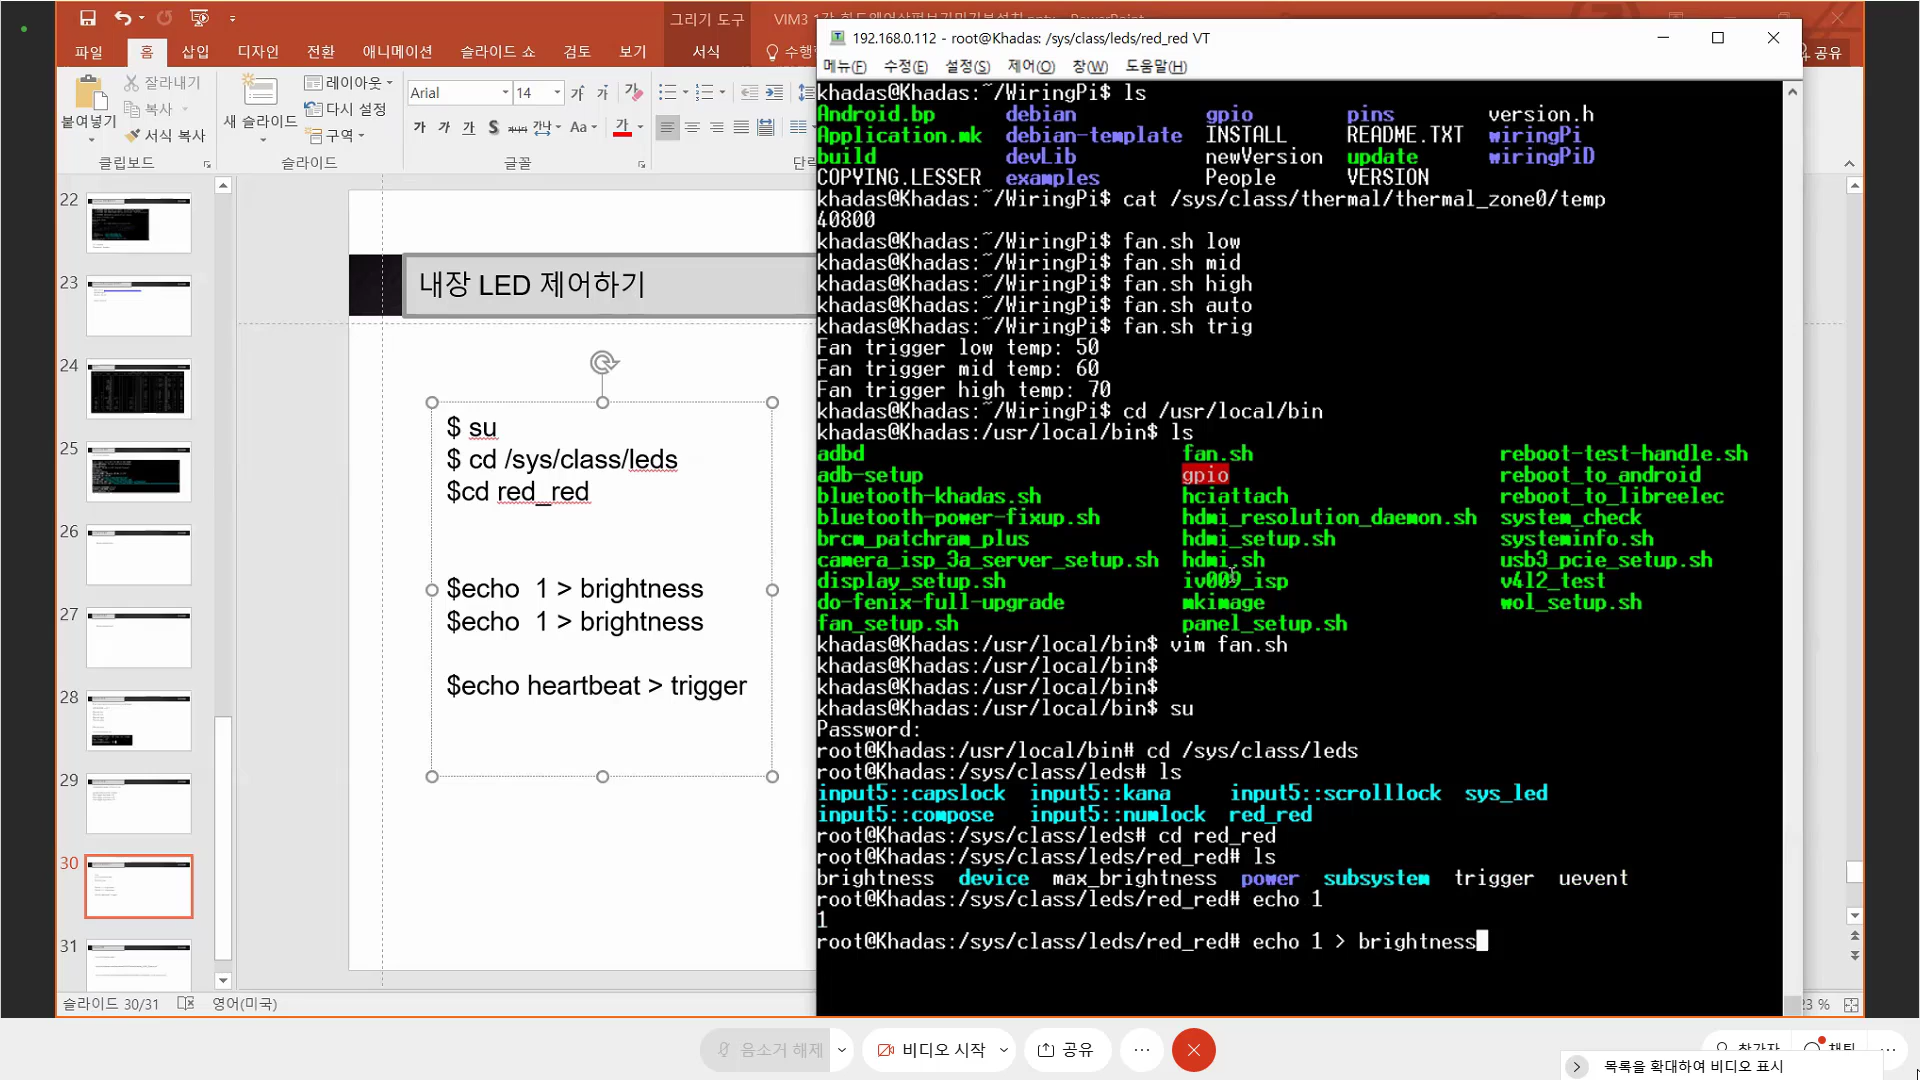 그리기 도구
파일
홈
삽입
디자인
전환
애니메이션
슬라이드 쇼
검토
보기
서식
수행
공유
붙여넣기
잘라내기
복사
서식 복사
클립보드
새 슬라이드
레이아웃
다시 설정
구역
슬라이드
Arial
14
가 가 가 S
Aa
가
글꼴
22
23
24
25
26
27
28
29
30
31
내장 LED 제어하기
$ su
$ cd /sys/class/leds
$cd red_red
$echo  1 > brightness
$echo  1 > brightness
$echo heartbeat > trigger
192.168.0.112 - root@Khadas: /sys/class/leds/red_red VT
메뉴(F) 수정(E) 설정(S) 제어(O) 창(W) 도움말(H)
khadas@Khadas:~/WiringPi$ ls
Android.bp debian gpio pins version.h
Application.mk debian-template INSTALL README.TXT wiringPi
build devLib newVersion update wiringPiD
COPYING.LESSER examples People VERSION
khadas@Khadas:~/WiringPi$ cat /sys/class/thermal/thermal_zone0/temp
40800
khadas@Khadas:~/WiringPi$ fan.sh low
khadas@Khadas:~/WiringPi$ fan.sh mid
khadas@Khadas:~/WiringPi$ fan.sh high
khadas@Khadas:~/WiringPi$ fan.sh auto
khadas@Khadas:~/WiringPi$ fan.sh trig
Fan trigger low temp: 50
Fan trigger mid temp: 60
Fan trigger high temp: 70
khadas@Khadas:~/WiringPi$ cd /usr/local/bin
khadas@Khadas:/usr/local/bin$ ls
adbd fan.sh reboot-test-handle.sh
adb-setup gpio reboot_to_android
bluetooth-khadas.sh hciattach reboot_to_libreelec
bluetooth-power-fixup.sh hdmi_resolution_daemon.sh system_check
brcm_patchram_plus hdmi_setup.sh systeminfo.sh
camera_isp_3a_server_setup.sh hdmi.sh usb3_pcie_setup.sh
display_setup.sh iv009_isp v4l2_test
do-fenix-full-upgrade mkimage wol_setup.sh
fan_setup.sh panel_setup.sh
khadas@Khadas:/usr/local/bin$ vim fan.sh
khadas@Khadas:/usr/local/bin$
khadas@Khadas:/usr/local/bin$
khadas@Khadas:/usr/local/bin$ su
Password:
root@Khadas:/usr/local/bin# cd /sys/class/leds
root@Khadas:/sys/class/leds# ls
input5::capslock input5::kana input5::scrolllock sys_led
input5::compose input5::numlock red_red
root@Khadas:/sys/class/leds# cd red_red
root@Khadas:/sys/class/leds/red_red# ls
brightness device max_brightness power subsystem trigger uevent
root@Khadas:/sys/class/leds/red_red# echo 1
1
root@Khadas:/sys/class/leds/red_red# echo 1 > brightness
슬라이드 30/31
영어(미국)
음소거 해제
비디오 시작
공유
목록을 확대하여 비디오 표시